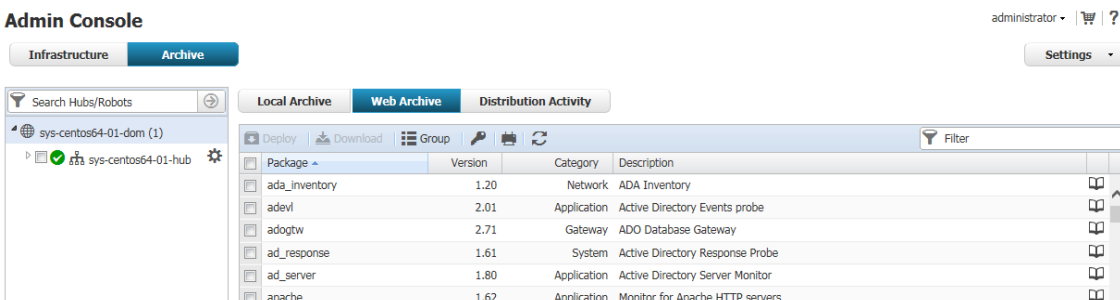 Admin Console
administrator
?
Infrastructure Archive
Settings
Search Hubs/Robots
Local Archive Web Archive Distribution Activity
sys-centos64-01-dom (1)
Deploy Download Group Filter
sys-centos64-01-hub
Package Version Category Description
ada_inventory 1.20 Network ADA Inventory
adevl 2.01 Application Active Directory Events probe
adogtw 2.71 Gateway ADO Database Gateway
ad_response 1.61 System Active Directory Response Probe
ad_server 1.80 Application Active Directory Server Monitor
apache 1.62 Application Monitor for Apache HTTP servers